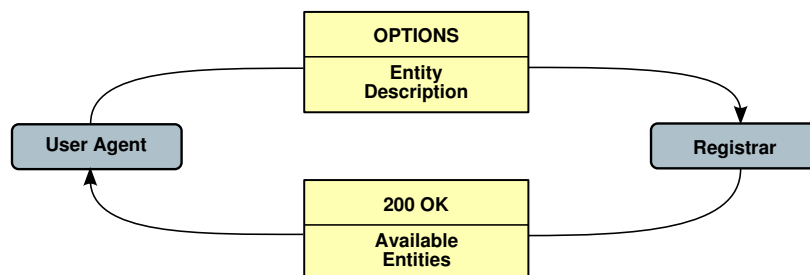 OPTIONS
Entity
Description
User Agent
Registrar
200 OK
Available
Entities